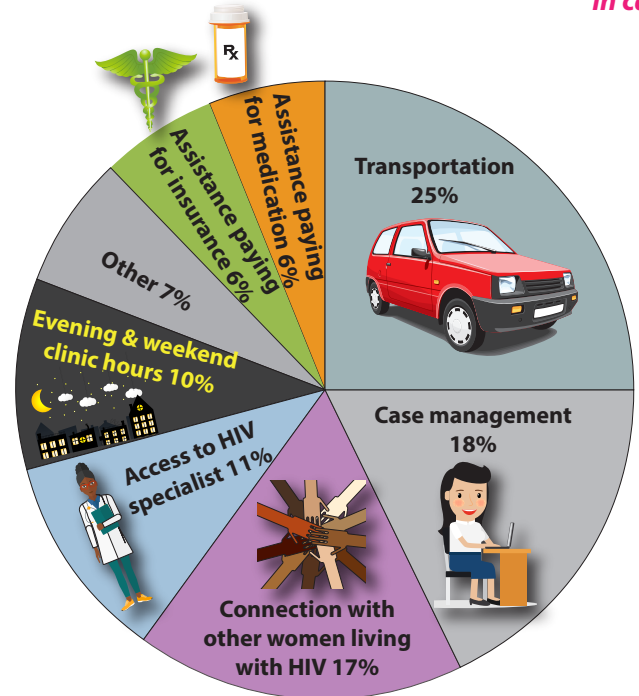 in c
Rx
Assistance paying
for medication 6%
Transportation
25%
Assistance paying
for insurance 6%
Other 7%
Evening & weekend
clinic hours 10%
Case management
18%
Access to HIV
specialist 11%
Connection with
other women living
with HIV 17%